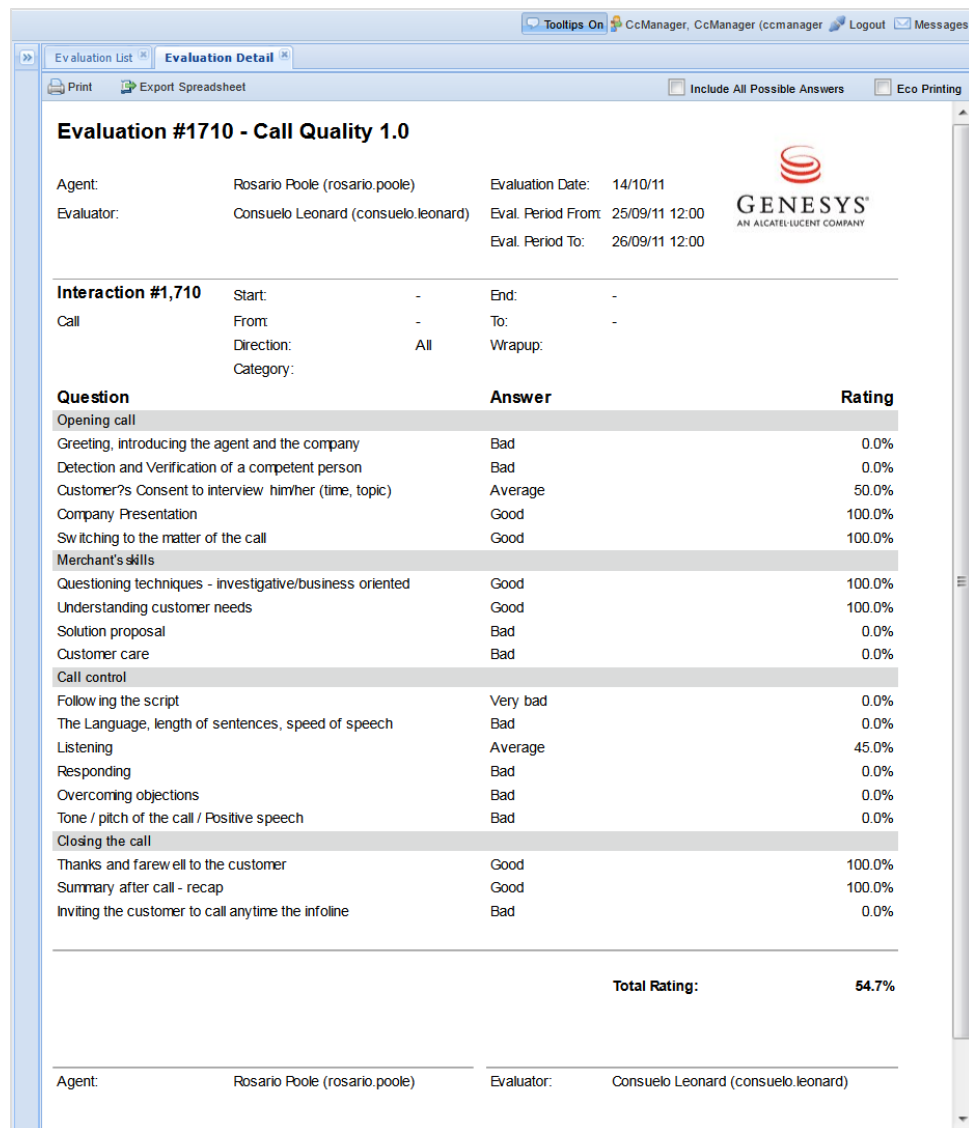 Tooltips On CcManager, CcManager (ccmanager Logout Messages
Evaluation List Evaluation Detail
Print Export Spreadsheet Include All Possible Answers Eco Printing
Evaluation #1710 - Call Quality 1.0
Agent: Rosario Poole (rosario.poole) Evaluation Date: 14/10/11
Evaluator: Consuelo Leonard (consuelo.leonard) Eval. Period From: 25/09/11 12:00
Eval. Period To: 26/09/11 12:00
GENESYS
AN ALCATEL-LUCENT COMPANY
Interaction #1,710 Start: - End: -
Call From: - To: -
Direction: All Wrapup:
Category:
Question Answer Rating
Opening call
Greeting, introducing the agent and the company Bad 0.0%
Detection and Verification of a competent person Bad 0.0%
Customer?s Consent to interview him/her (time, topic) Average 50.0%
Company Presentation Good 100.0%
Switching to the matter of the call Good 100.0%
Merchant's skills
Questioning techniques - investigative/business oriented Good 100.0%
Understanding customer needs Good 100.0%
Solution proposal Bad 0.0%
Customer care Bad 0.0%
Call control
Following the script Very bad 0.0%
The Language, length of sentences, speed of speech Bad 0.0%
Listening Average 45.0%
Responding Bad 0.0%
Overcoming objections Bad 0.0%
Tone / pitch of the call / Positive speech Bad 0.0%
Closing the call
Thanks and farewell to the customer Good 100.0%
Summary after call - recap Good 100.0%
Inviting the customer to call anytime the infoline Bad 0.0%
Total Rating: 54.7%
Agent: Rosario Poole (rosario.poole) Evaluator: Consuelo Leonard (consuelo.leonard)